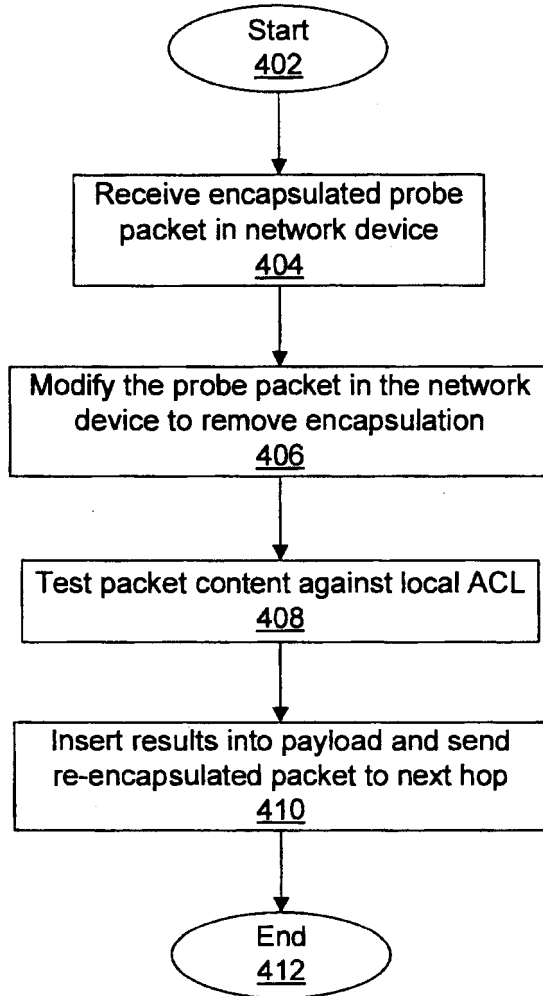 Start
402
Receive encapsulated probe
packet in network device
404
Modify the probe packet in the network
device to remove encapsulation
406
Test packet content against local ACL
408
Insert results into payload and send
re-encapsulated packet to next hop
410
End
412